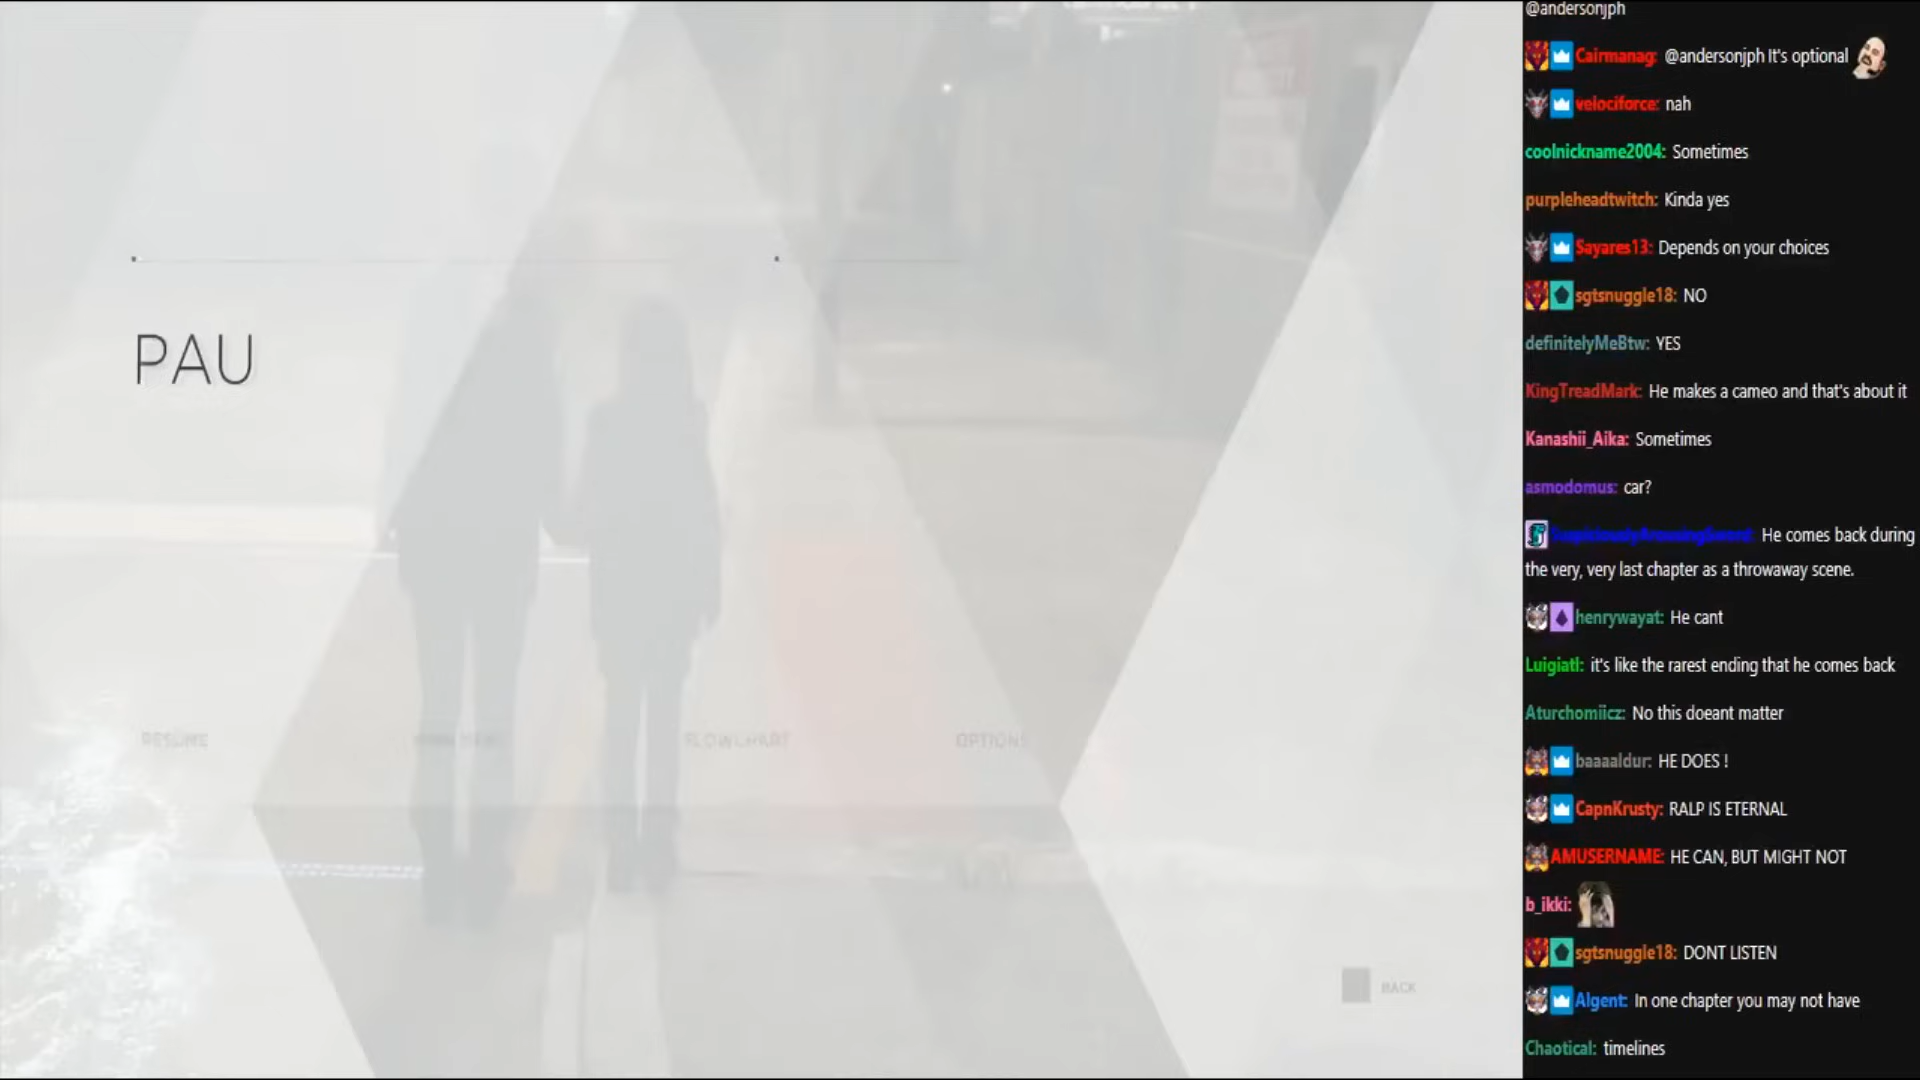 PAU
RESUME
FLOWCHART
OPTIONS
BACK
@andersonjph
Cairmanag: @andersonjph It's optional
velociforce: nah
coolnickname2004: Sometimes
purpleheadtwitch: Kinda yes
Sayares13: Depends on your choices
sgtsnuggle18: NO
definitelyMeBtw: YES
KingTreadMark: He makes a cameo and that's about it
Kanashii_Aika: Sometimes
asmodomus: car?
He comes back during
the very, very last chapter as a throwaway scene.
henrywayat: He cant
Luigiatl: it's like the rarest ending that he comes back
Aturchomiicz: No this doeant matter
baaaaldur: HE DOES !
CapnKrusty: RALP IS ETERNAL
AMUSERNAME: HE CAN, BUT MIGHT NOT
b_ikki:
sgtsnuggle18: DONT LISTEN
Algent: In one chapter you may not have
Chaotical: timelines